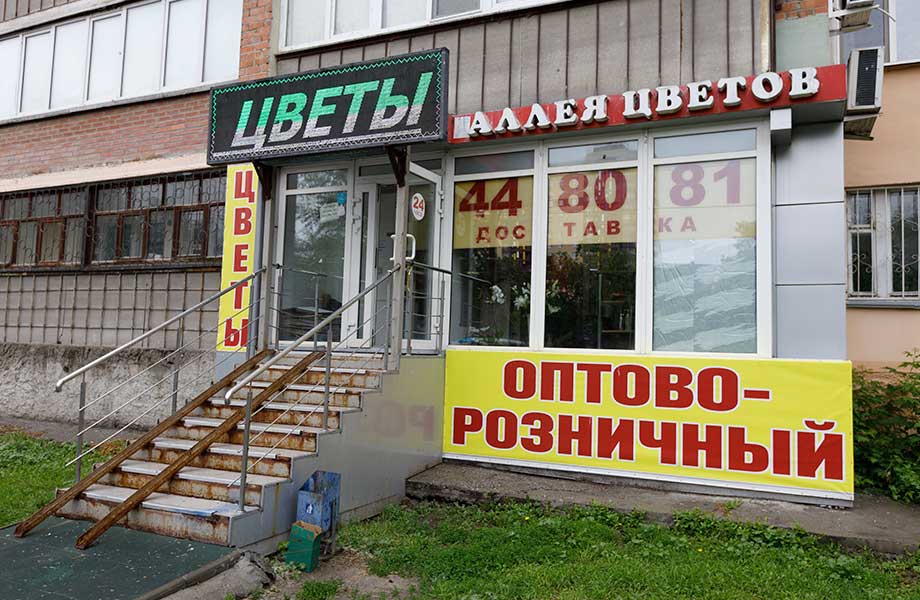 ЦВЕТЫ
АЛЛЕЯ ЦВЕТОВ
ЦВЕТЫ
24
44 80 81
ДОСТАВКА
ОПТОВО-
РОЗНИЧНЫЙ